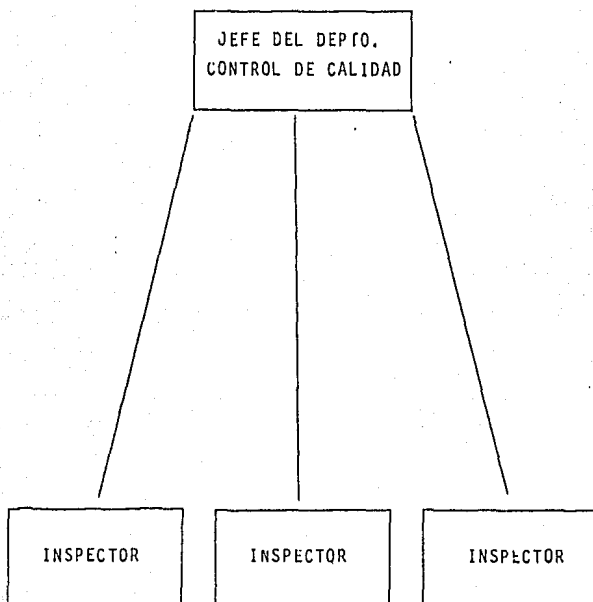 JEFE DEL DEPTO.
CONTROL DE CALIDAD
INSPECTOR INSPECTOR INSPECTOR